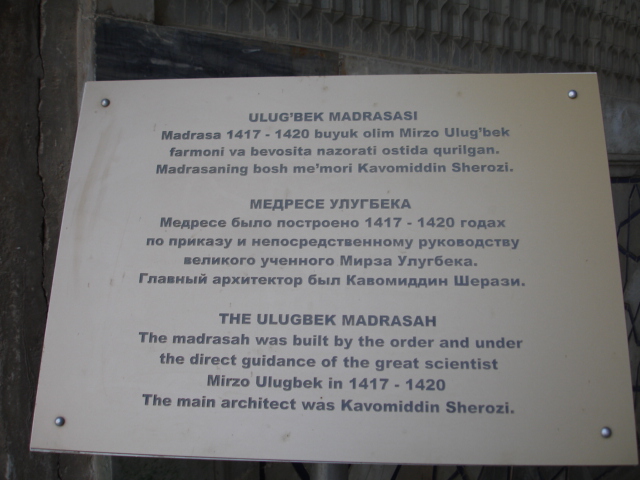 ULUG'BEK MADRASASI
Madrasa 1417 - 1420 buyuk olim Mirzo Ulug'bek
farmoni va bevosita nazorati ostida qurilgan.
Madrasaning bosh me'mori Kavomiddin Sherozi.
МЕДРЕСЕ УЛУГБЕКА
Медресе было построено 1417 - 1420 годах
по приказу и непосредственному руководству
великого ученного Мирза Улугбека.
Главный архитектор был Кавомиддин Шерази.
THE ULUGBEK MADRASAH
The madrasah was built by the order and under
the direct guidance of the great scientist
Mirzo Ulugbek in 1417 - 1420
The main architect was Kavomiddin Sherozi.